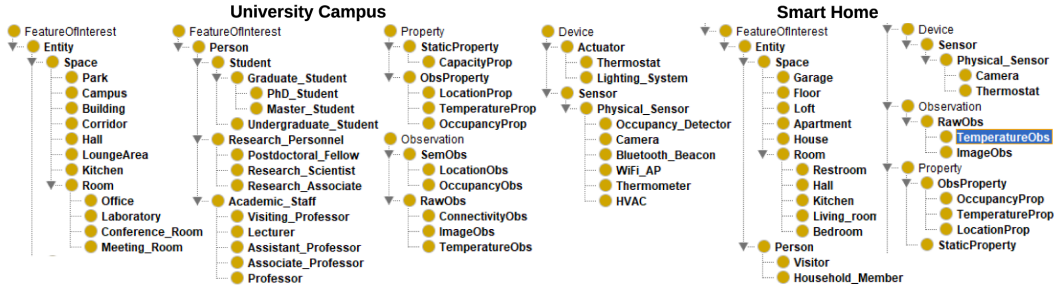 University Campus
FeatureOfInterest
Entity
Space
Park
Campus
Building
Corridor
Hall
LoungeArea
Kitchen
Room
Office
Laboratory
Conference_Room
Meeting_Room
FeatureOfInterest
Person
Student
Graduate_Student
PhD_Student
Master_Student
Undergraduate_Student
Research_Personnel
Postdoctoral_Fellow
Research_Scientist
Research_Associate
Academic_Staff
Visiting_Professor
Lecturer
Assistant_Professor
Associate_Professor
Professor
Property
StaticProperty
CapacityProp
ObsProperty
LocationProp
TemperatureProp
OccupancyProp
Observation
SemObs
LocationObs
OccupancyObs
RawObs
ConnectivityObs
ImageObs
TemperatureObs
Device
Actuator
Thermostat
Lighting_System
Sensor
Physical_Sensor
Occupancy_Detector
Camera
Bluetooth_Beacon
WiFi_AP
Thermometer
HVAC
Smart Home
FeatureOfInterest
Entity
Space
Garage
Floor
Loft
Apartment
House
Room
Restroom
Hall
Kitchen
Living_room
Bedroom
Person
Visitor
Household_Member
Device
Sensor
Physical_Sensor
Camera
Thermostat
Observation
RawObs
TemperatureObs
ImageObs
Property
ObsProperty
OccupancyProp
TemperatureProp
LocationProp
StaticProperty